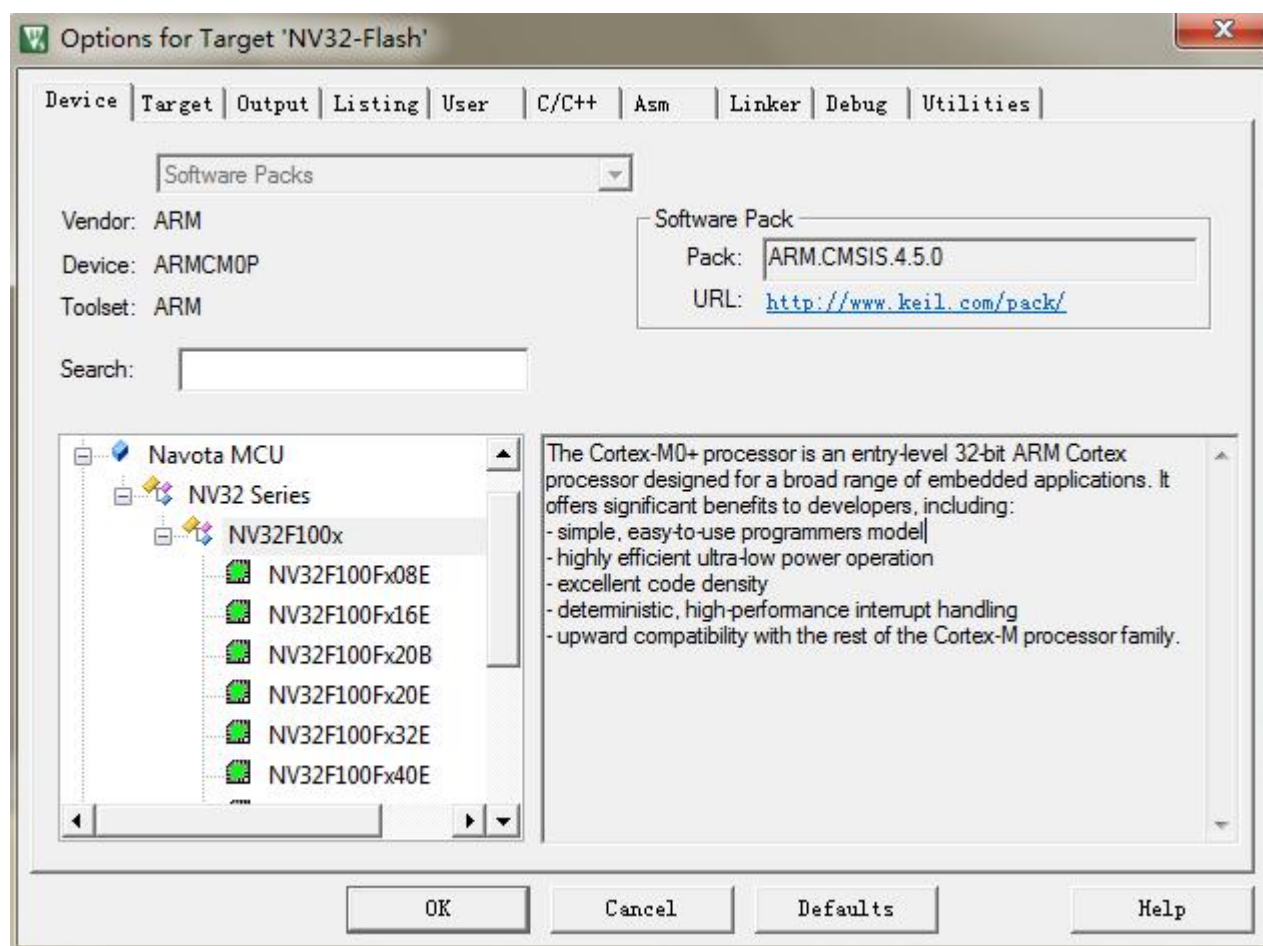 Options for Target 'NV32-Flash'
Device Target Output Listing User C/C++ Asm Linker Debug Utilities
Software Packs
Vendor: ARM
Device: ARMCM0P
Toolset: ARM
Software Pack
Pack: ARM.CMSIS.4.5.0
URL: http://www.keil.com/pack/
Search:
Navota MCU
NV32 Series
NV32F100x
NV32F100Fx08E
NV32F100Fx16E
NV32F100Fx20B
NV32F100Fx20E
NV32F100Fx32E
NV32F100Fx40E
The Cortex-M0+ processor is an entry-level 32-bit ARM Cortex
processor designed for a broad range of embedded applications. It
offers significant benefits to developers, including:
- simple, easy-to-use programmers model
- highly efficient ultra-low power operation
- excellent code density
- deterministic, high-performance interrupt handling
- upward compatibility with the rest of the Cortex-M processor family.
OK Cancel Defaults Help